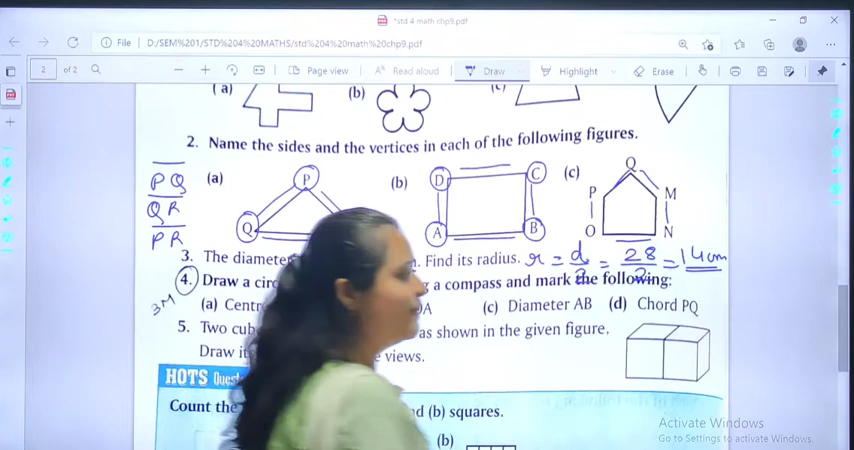 *std 4 math chp9.pdf
File | D:/SEM%201/STD%204%20MATHS/std%204%20math%20chp9.pdf
2 of 2
Page view
Read aloud
Draw
Highlight
Erase
(a)
(b)
2. Name the sides and the vertices in each of the following figures.
PQ
QR
PR
(a)
P
Q
(b)
D
C
A
B
(c)
Q
P
M
O
N
3. The diameter
. Find its radius. r = d/2 = 28/2 = 14 cm
4. Draw a circ
g a compass and mark the following:
3M
(a) Centr
OA
(c) Diameter AB (d) Chord PQ
5. Two cub
as shown in the given figure.
Draw it
e views.
HOTS Quest
Count the
nd (b) squares.
(b)
Activate Windows
Go to Settings to activate Windows.